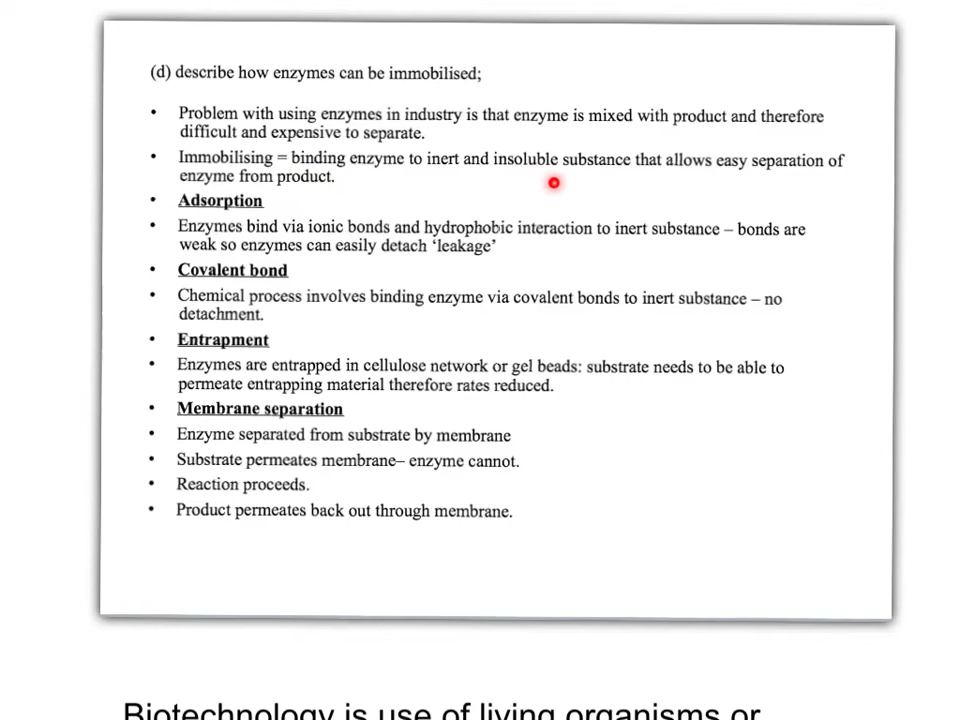 (d) describe how enzymes can be immobilised;
• Problem with using enzymes in industry is that enzyme is mixed with product and therefore
difficult and expensive to separate.
• Immobilising = binding enzyme to inert and insoluble substance that allows easy separation of
enzyme from product.
• Adsorption
• Enzymes bind via ionic bonds and hydrophobic interaction to inert substance – bonds are
weak so enzymes can easily detach ‘leakage’
• Covalent bond
• Chemical process involves binding enzyme via covalent bonds to inert substance – no
detachment.
• Entrapment
• Enzymes are entrapped in cellulose network or gel beads: substrate needs to be able to
permeate entrapping material therefore rates reduced.
• Membrane separation
• Enzyme separated from substrate by membrane
• Substrate permeates membrane– enzyme cannot.
• Reaction proceeds.
• Product permeates back out through membrane.
Biotechnology is use of living organisms or